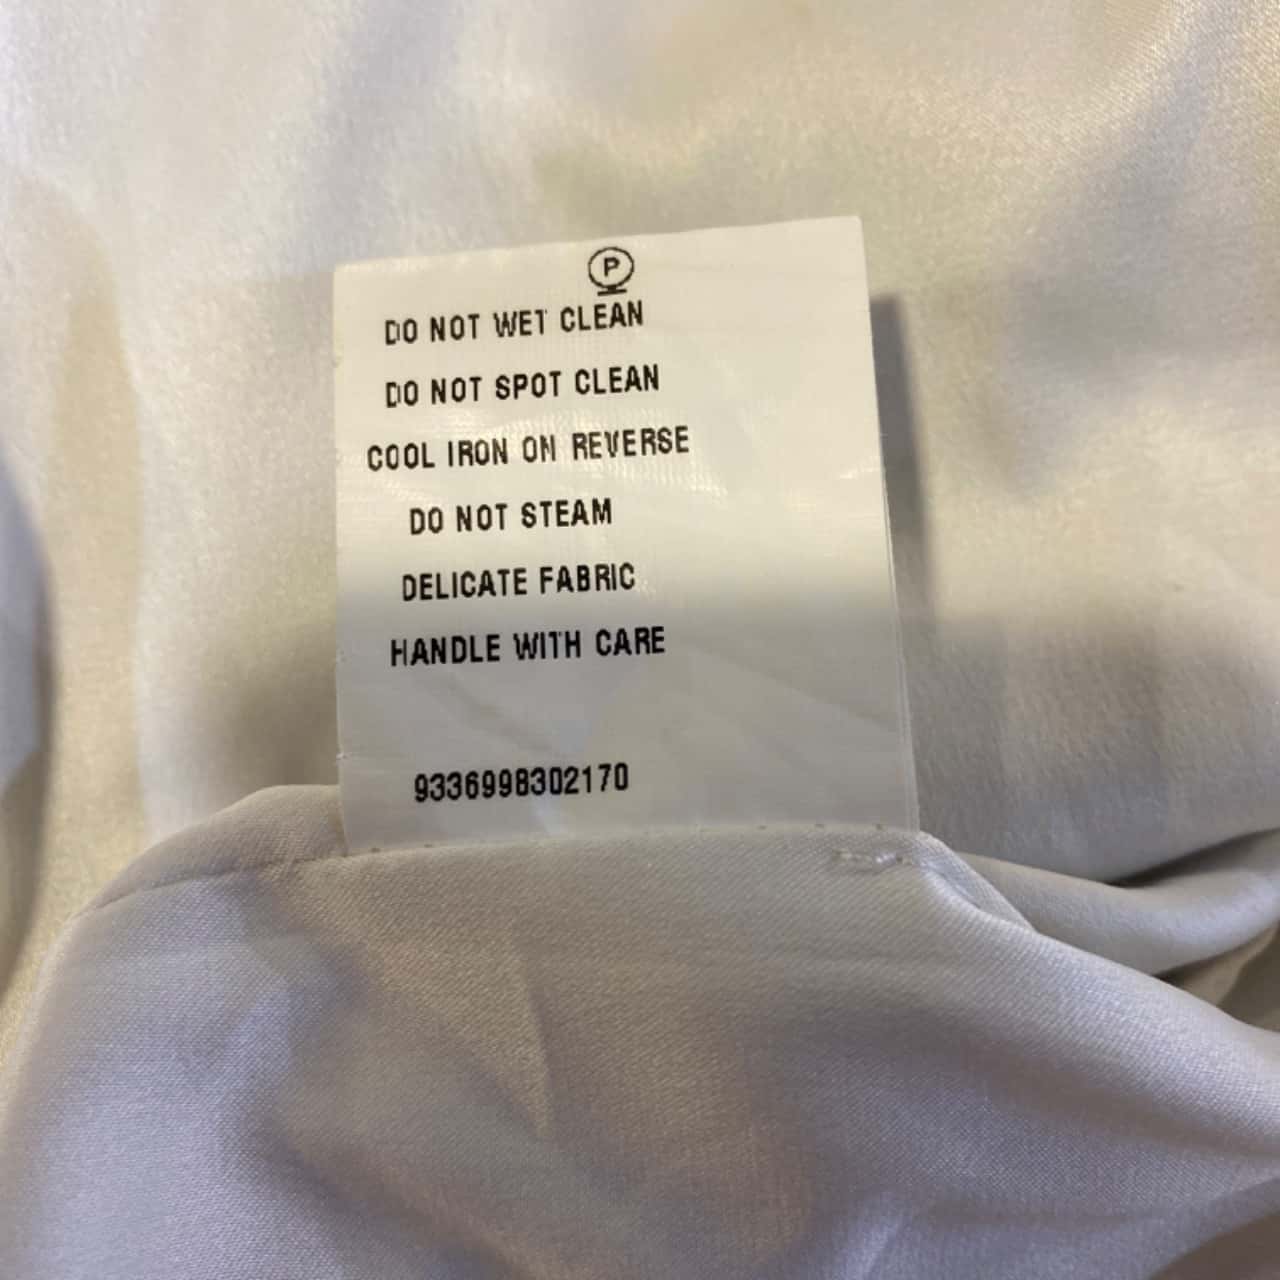 P
DO NOT WET CLEAN
DO NOT SPOT CLEAN
COOL IRON ON REVERSE
DO NOT STEAM
DELICATE FABRIC
HANDLE WITH CARE
9336998302170